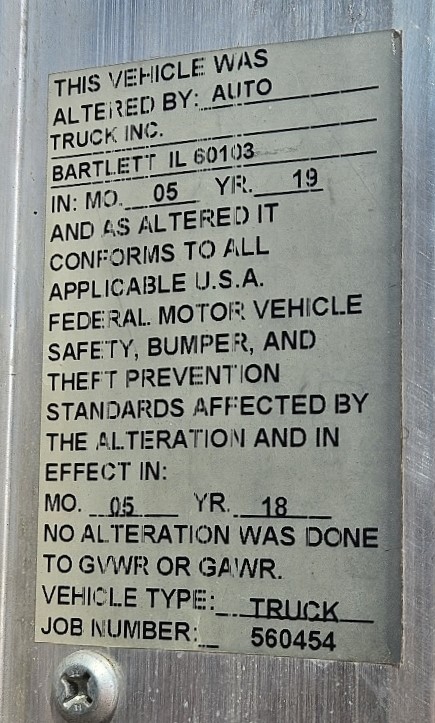 THIS VEHICLE WAS
ALTERED BY: AUTO
TRUCK INC.
BARTLETT IL 60103
IN: MO. 05 YR. 19
AND AS ALTERED IT
CONFORMS TO ALL
APPLICABLE U.S.A.
FEDERAL MOTOR VEHICLE
SAFETY, BUMPER, AND
THEFT PREVENTION
STANDARDS AFFECTED BY
THE ALTERATION AND IN
EFFECT IN:
MO. 05 YR. 18
NO ALTERATION WAS DONE
TO GVWR OR GAWR.
VEHICLE TYPE: TRUCK
JOB NUMBER: 560454